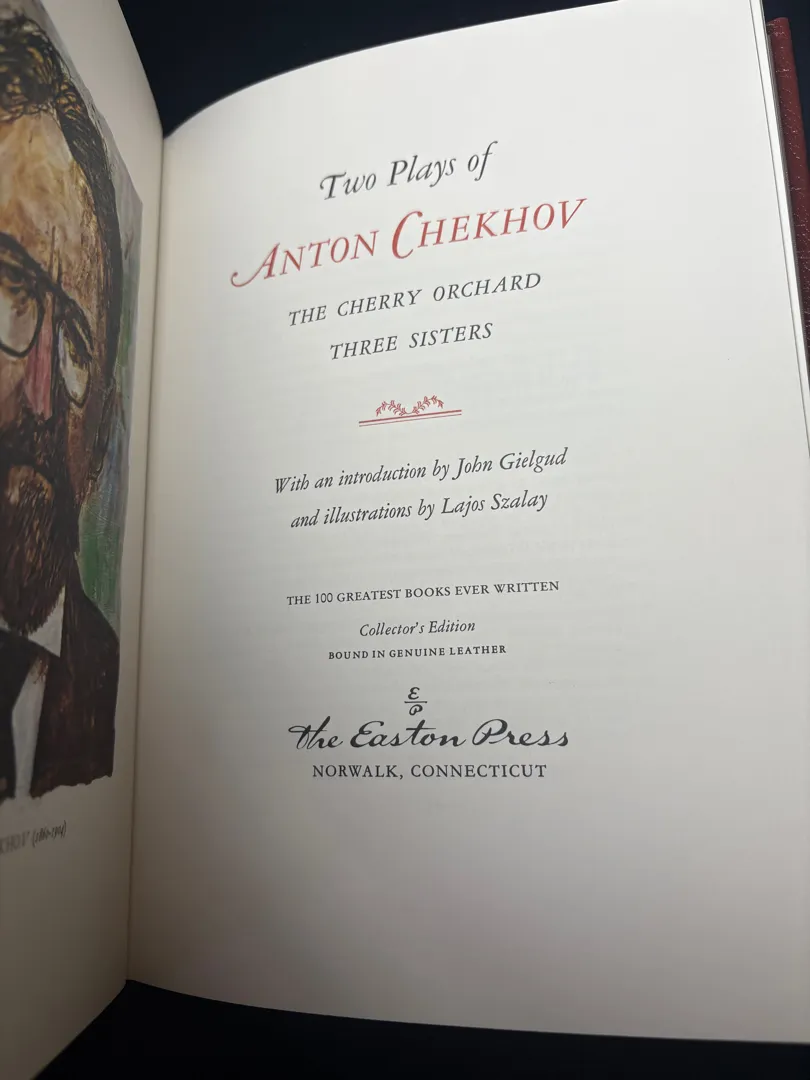 Two Plays of
ANTON CHEKHOV
THE CHERRY ORCHARD
THREE SISTERS
With an introduction by John Gielgud
and illustrations by Lajos Szalay
THE 100 GREATEST BOOKS EVER WRITTEN
Collector's Edition
BOUND IN GENUINE LEATHER
E
P
The Easton Press
NORWALK, CONNECTICUT